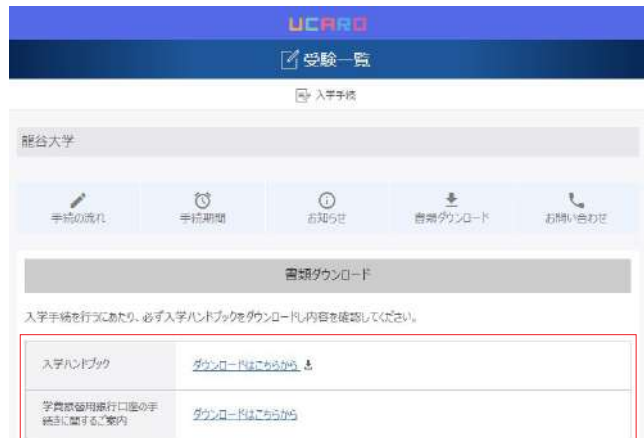 UCARO
受験一覧
入学手続
龍谷大学
手続の流れ
手続期間
お知らせ
書類ダウンロード
お問い合わせ
書類ダウンロード
入学手続を行うにあたり、必ず入学ハンドブックをダウンロードし内容を確認してください。
入学ハンドブック
ダウンロードはこちらから
学費振替用銀行口座の手
続きに関するご案内
ダウンロードはこちらから